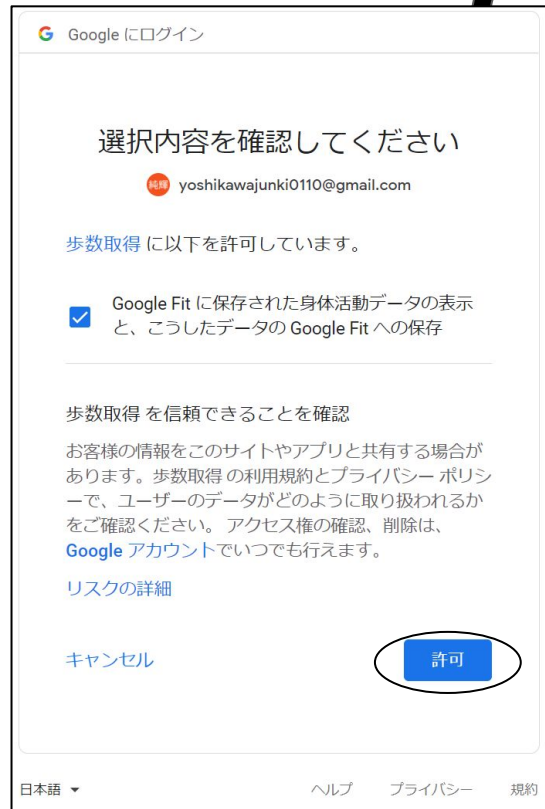 Google にログイン
選択内容を確認してください
純輝 yoshikawajunki0110@gmail.com
歩数取得 に以下を許可しています。
Google Fit に保存された身体活動データの表示
と、こうしたデータの Google Fit への保存
歩数取得 を信頼できることを確認
お客様の情報をこのサイトやアプリと共有する場合が
あります。歩数取得 の利用規約とプライバシー ポリシ
ーで、ユーザーのデータがどのように取り扱われるか
をご確認ください。 アクセス権の確認、削除は、
Google アカウントでいつでも行えます。
リスクの詳細
キャンセル 許可
日本語 ヘルプ プライバシー 規約